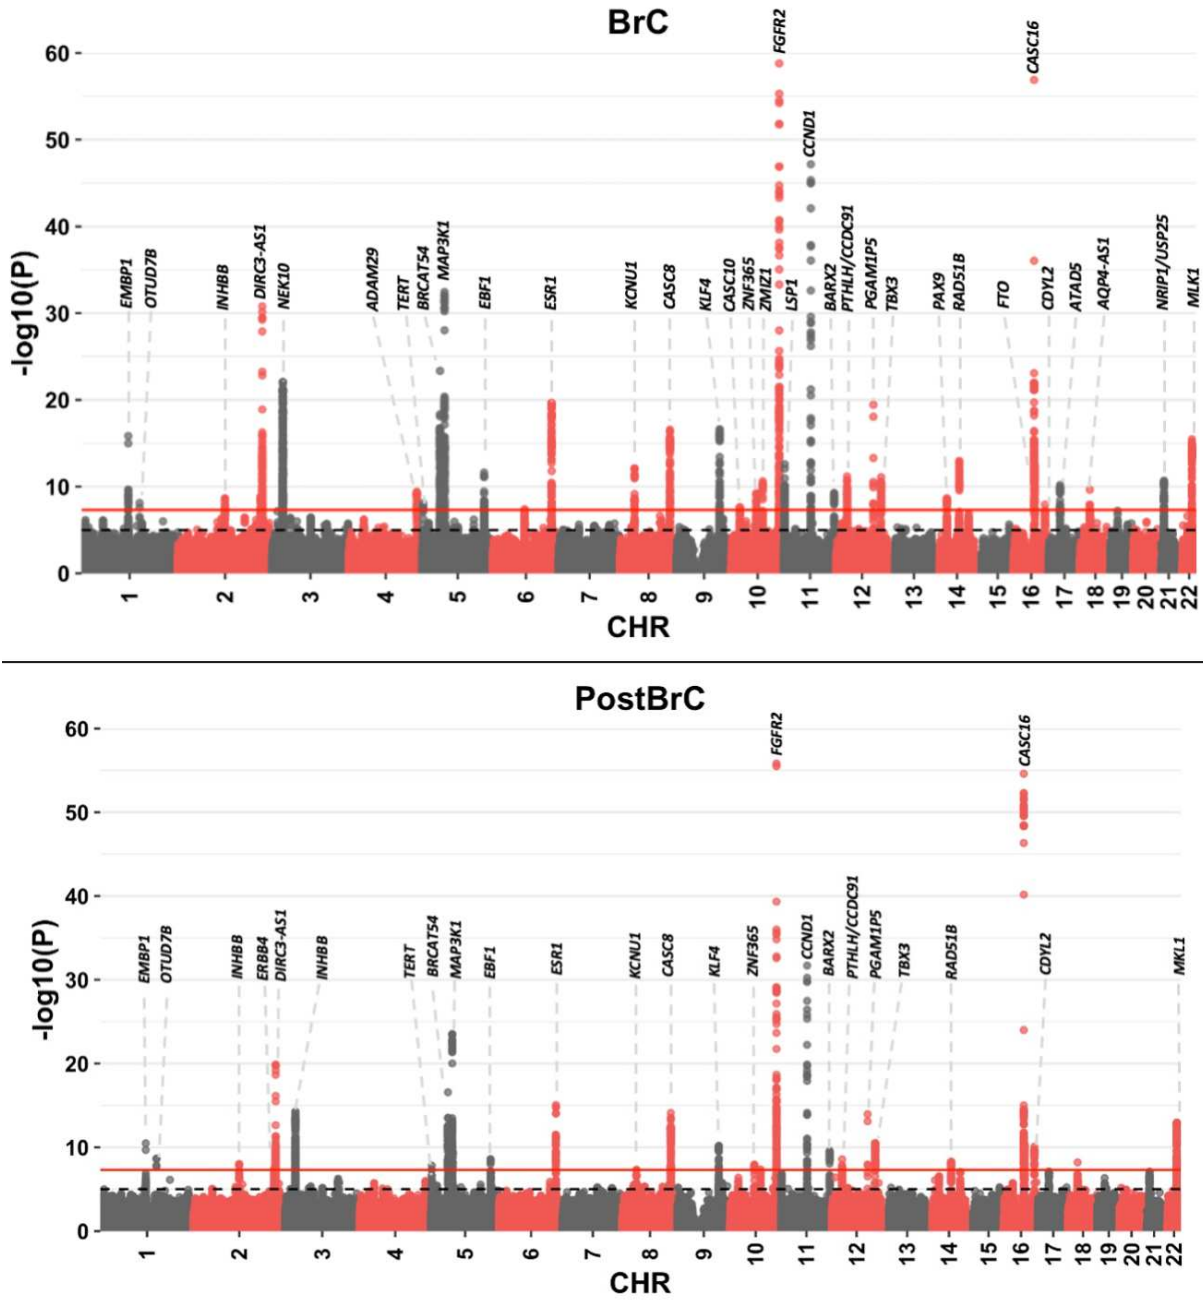 BrC
-log10(P)
60
50
40
30
20
10
0
EMBP1
OTUD7B
INHBB
DIRC3-AS1
NEK10
ADAM29
TERT
BRCAT54
MAP3K1
EBF1
ESR1
KCNU1
CASC8
KLF4
CASC10
ZNF365
ZMIZ1
FGFR2
LSP1
CCND1
BARX2
PTHLH/CCDC91
PGAM1P5
TBX3
PAX9
RAD51B
FTO
CASC16
CDYL2
ATAD5
AQP4-AS1
NRIP1/USP25
MLK1
1 2 3 4 5 6 7 8 9 10 11 12 13 14 15 16 17 18 19 20 21 22
CHR
PostBrC
-log10(P)
60
50
40
30
20
10
0
EMBP1
OTUD7B
INHBB
ERBB4
DIRC3-AS1
INHBB
TERT
BRCAT54
MAP3K1
EBF1
ESR1
KCNU1
CASC8
KLF4
ZNF365
FGFR2
CCND1
BARX2
PTHLH/CCDC91
PGAM1P5
TBX3
RAD51B
CASC16
CDYL2
MKL1
1 2 3 4 5 6 7 8 9 10 11 12 13 14 15 16 17 18 19 20 21 22
CHR